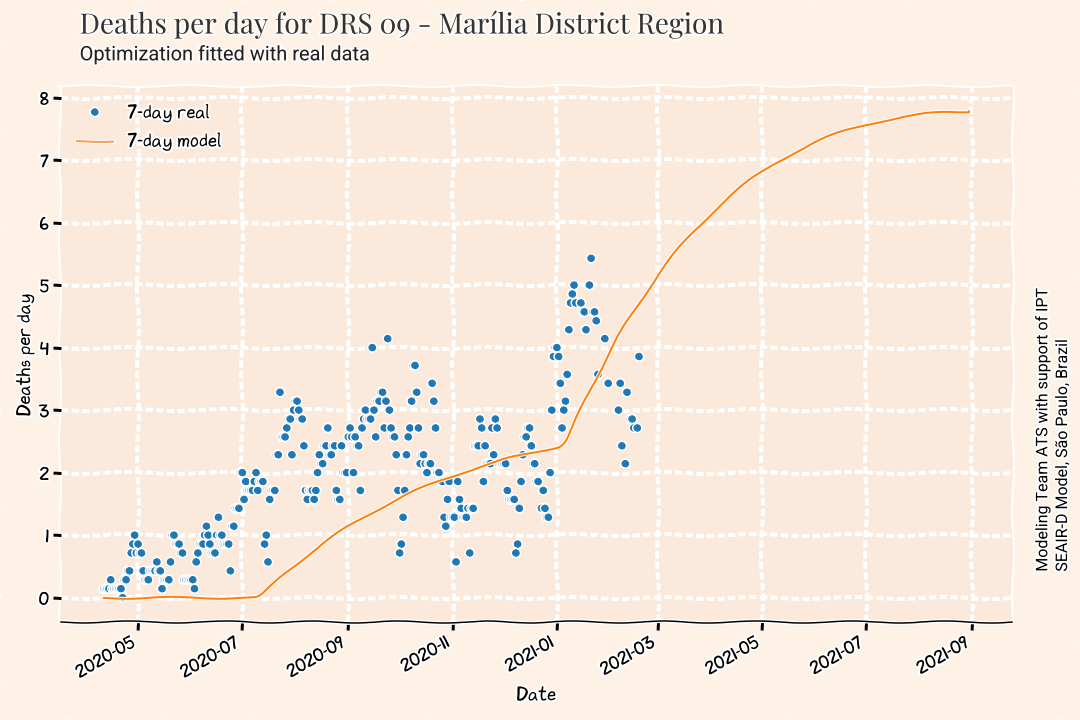 Deaths per day for DRS 09 - Marília District Region
Optimization fitted with real data
7-day real
7-day model
8
7
6
5
4
3
2
1
0
Deaths per day
2020-05
2020-07
2020-09
2020-11
2021-01
2021-03
2021-05
2021-07
2021-09
Date
Modeling Team ATS with support of IPT
SEAIR-D Model, São Paulo, Brazil